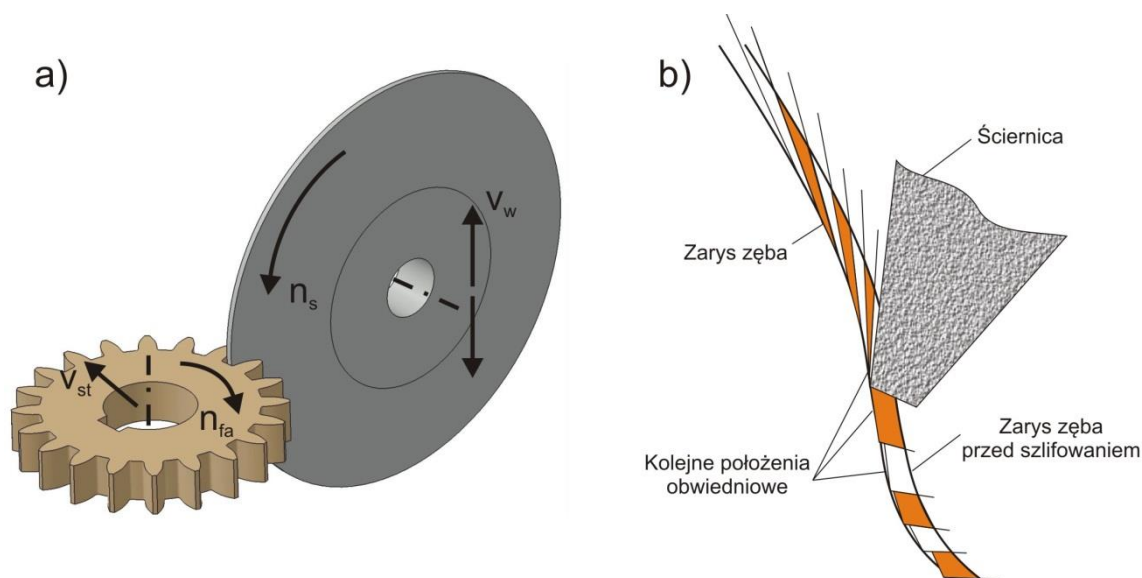 a)
n_s
v_w
v_st
n_fa
b)
Ściernica
Zarys zęba
Kolejne położenia
obwiedniowe
Zarys zęba
przed szlifowaniem